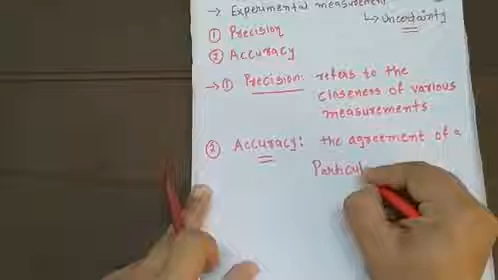 → Experimental measurement
↳ Uncertainty
① Precision
② Accuracy
→ ① Precision: refers to the
closeness of various
measurements
② Accuracy: the agreement of a
Particul